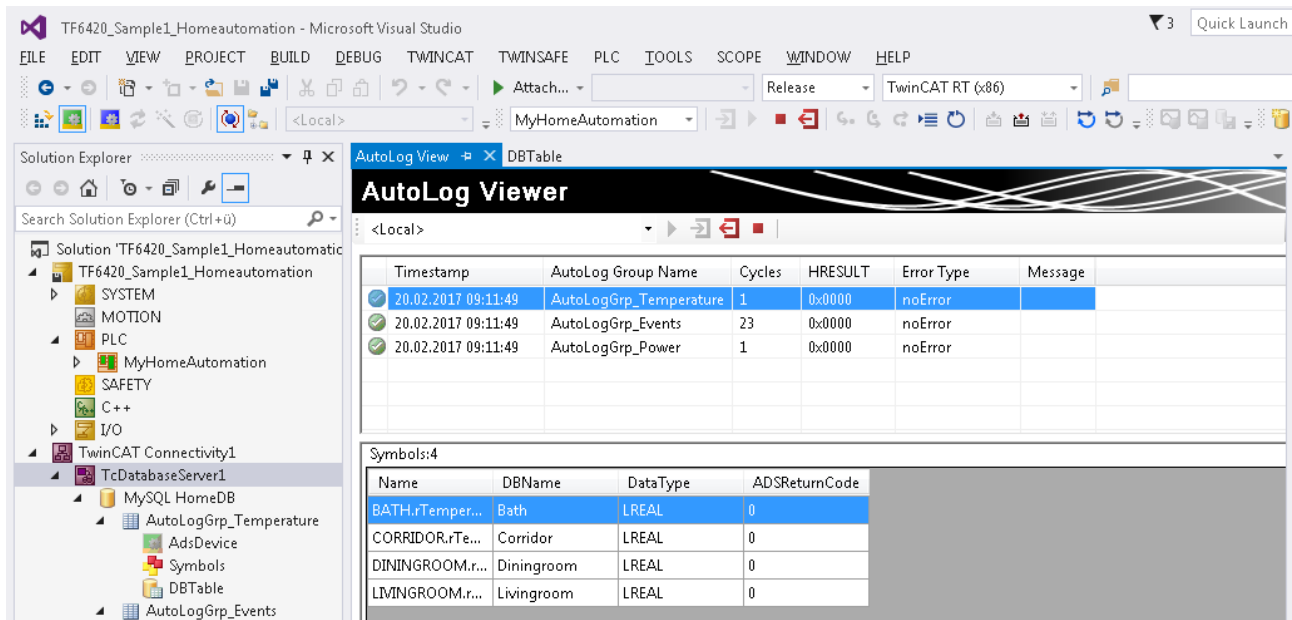 TF6420_Sample1_Homeautomation - Microsoft Visual Studio
3
Quick Launch
FILE EDIT VIEW PROJECT BUILD DEBUG TWINCAT TWINSAFE PLC TOOLS SCOPE WINDOW HELP
Attach... Release TwinCAT RT (x86)
<Local> MyHomeAutomation
Solution Explorer
Search Solution Explorer (Ctrl+ü)
Solution 'TF6420_Sample1_Homeautomatic
TF6420_Sample1_Homeautomation
SYSTEM
MOTION
PLC
MyHomeAutomation
SAFETY
C++
I/O
TwinCAT Connectivity1
TcDatabaseServer1
MySQL HomeDB
AutoLogGrp_Temperature
AdsDevice
Symbols
DBTable
AutoLogGrp_Events
AutoLog View DBTable
AutoLog Viewer
<Local>
Timestamp AutoLog Group Name Cycles HRESULT Error Type Message
20.02.2017 09:11:49 AutoLogGrp_Temperature 1 0x0000 noError
20.02.2017 09:11:49 AutoLogGrp_Events 23 0x0000 noError
20.02.2017 09:11:49 AutoLogGrp_Power 1 0x0000 noError
Symbols:4
Name DBName DataType ADSReturnCode
BATH.rTemper... Bath LREAL 0
CORRIDOR.rTe... Corridor LREAL 0
DININGROOM.r... Diningroom LREAL 0
LIVINGROOM.r... Livingroom LREAL 0